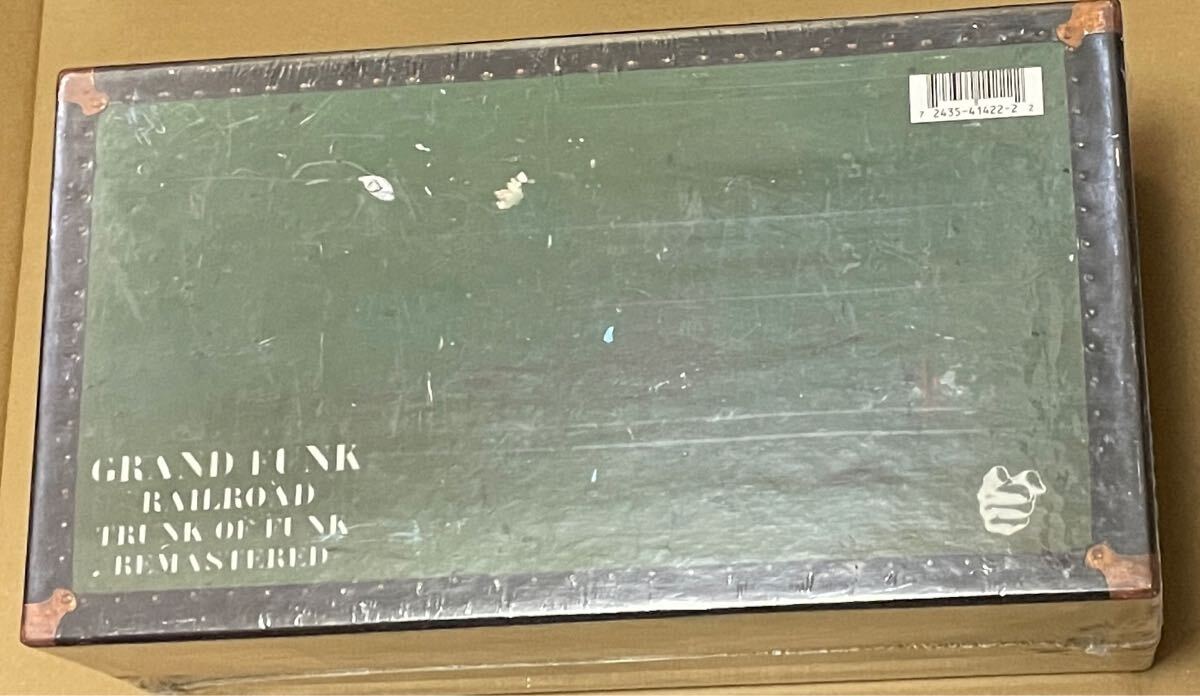 7 2435-41422-2 2
GRAND FUNK
RAILROAD
TRUNK OF FUNK
REMASTERED